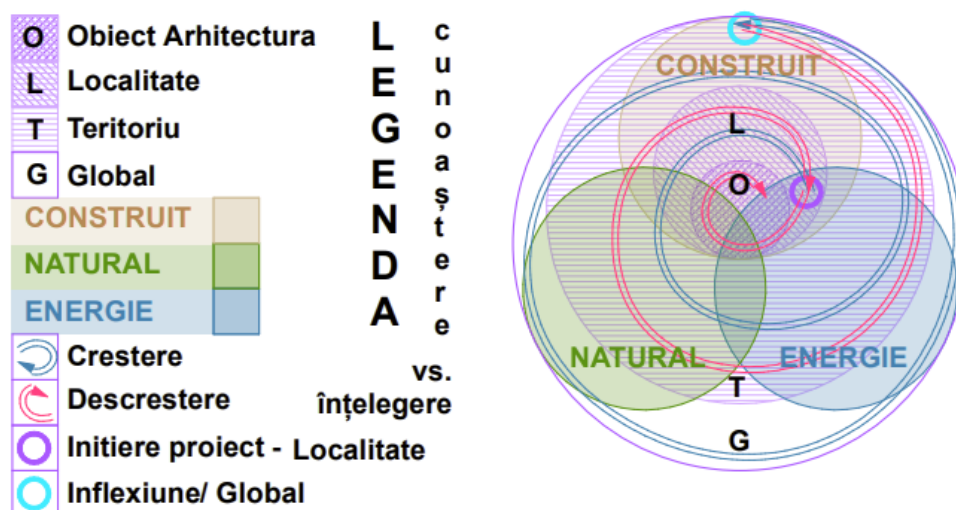 O Obiect Arhitectura
L Localitate
T Teritoriu
G Global
CONSTRUIT
NATURAL
ENERGIE
Crestere
Descrestere
Initiere proiect - Localitate
Inflexiune/ Global
LEGENDA
cunoaștere
vs.
înțelegere
CONSTRUIT
L
O
NATURAL
ENERGIE
T
G